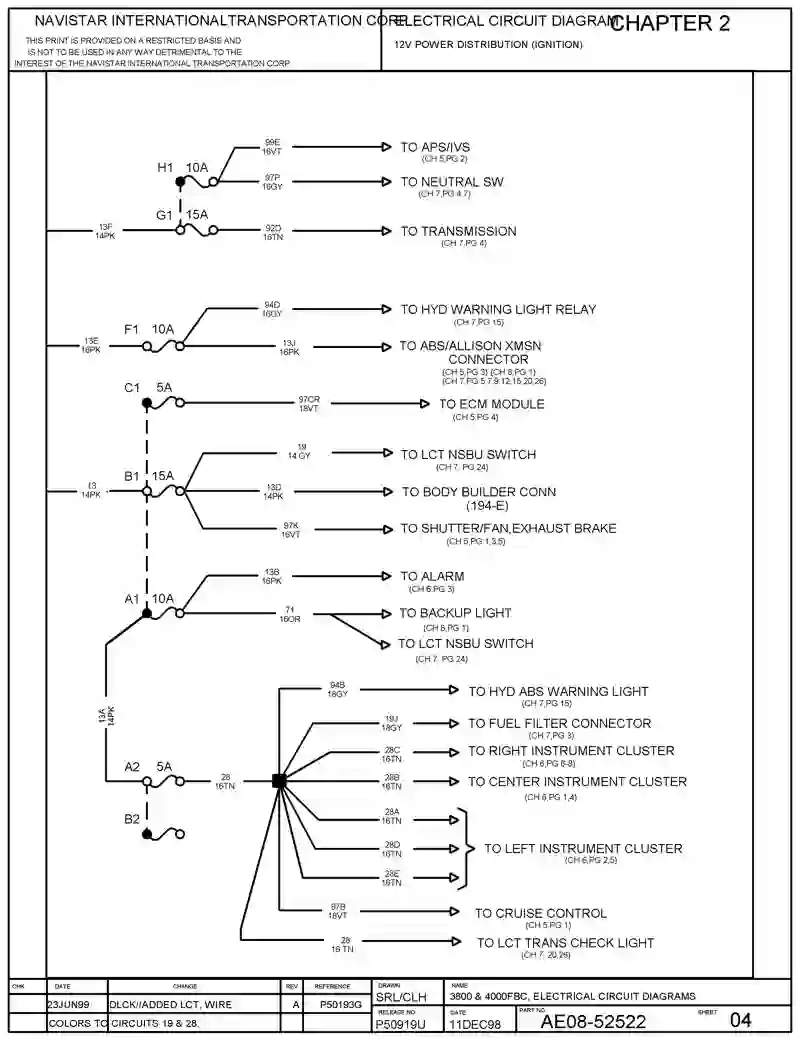 NAVISTAR INTERNATIONALTRANSPORTATION CORP.
ELECTRICAL CIRCUIT DIAGRAM
CHAPTER 2
THIS PRINT IS PROVIDED ON A RESTRICTED BASIS AND
IS NOT TO BE USED IN ANY WAY DETRIMENTAL TO THE
INTEREST OF THE NAVISTAR INTERNATIONAL TRANSPORTATION CORP
12V POWER DISTRIBUTION (IGNITION)
99E
16VT
TO APS/IVS
(CH 5,PG 2)
H1 10A
97P
16GY
TO NEUTRAL SW
(CH 7,PG 4,7)
G1 15A
13F
14PK
92D
16TN
TO TRANSMISSION
(CH 7,PG 4)
94D
16GY
TO HYD WARNING LIGHT RELAY
(CH 7,PG 15)
F1 10A
13E
16PK
13J
16PK
TO ABS/ALLISON XMSN
CONNECTOR
(CH 5,PG 3) (CH 8,PG 1)
(CH 7,PG 5,7,9,12,15,20,26)
C1 5A
97CR
18VT
TO ECM MODULE
(CH 5,PG 4)
19
14 GY
TO LCT NSBU SWITCH
(CH 7, PG 24)
B1 15A
13
14PK
13D
14PK
TO BODY BUILDER CONN
(194-E)
97K
16VT
TO SHUTTER/FAN,EXHAUST BRAKE
(CH 5,PG 1,3,5)
13B
16PK
TO ALARM
(CH 6,PG 3)
A1 10A
71
16OR
TO BACKUP LIGHT
(CH 6,PG 1)
TO LCT NSBU SWITCH
(CH 7, PG 24)
13A
14PK
94B
18GY
TO HYD ABS WARNING LIGHT
(CH 7,PG 15)
19J
18GY
TO FUEL FILTER CONNECTOR
(CH 7,PG 3)
28C
16TN
TO RIGHT INSTRUMENT CLUSTER
(CH 6,PG 6-8)
A2 5A
28
16TN
28B
16TN
TO CENTER INSTRUMENT CLUSTER
(CH 6,PG 1,4)
B2
28A
16TN
28D
16TN
TO LEFT INSTRUMENT CLUSTER
(CH 6,PG 2,5)
28E
16TN
97B
18VT
TO CRUISE CONTROL
(CH 5,PG 1)
28
16 TN
TO LCT TRANS CHECK LIGHT
(CH 7, 20,26)
CHK DATE CHANGE REV REFERENCE
23JUN99 DLCK//ADDED LCT, WIRE A P50193G
COLORS TO CIRCUITS 19 & 28.
DRAWN
SRL/CLH
NAME
3800 & 4000FBC, ELECTRICAL CIRCUIT DIAGRAMS
RELEASE NO
P50919U
DATE
11DEC98
PART NO.
AE08-52522
SHEET
04